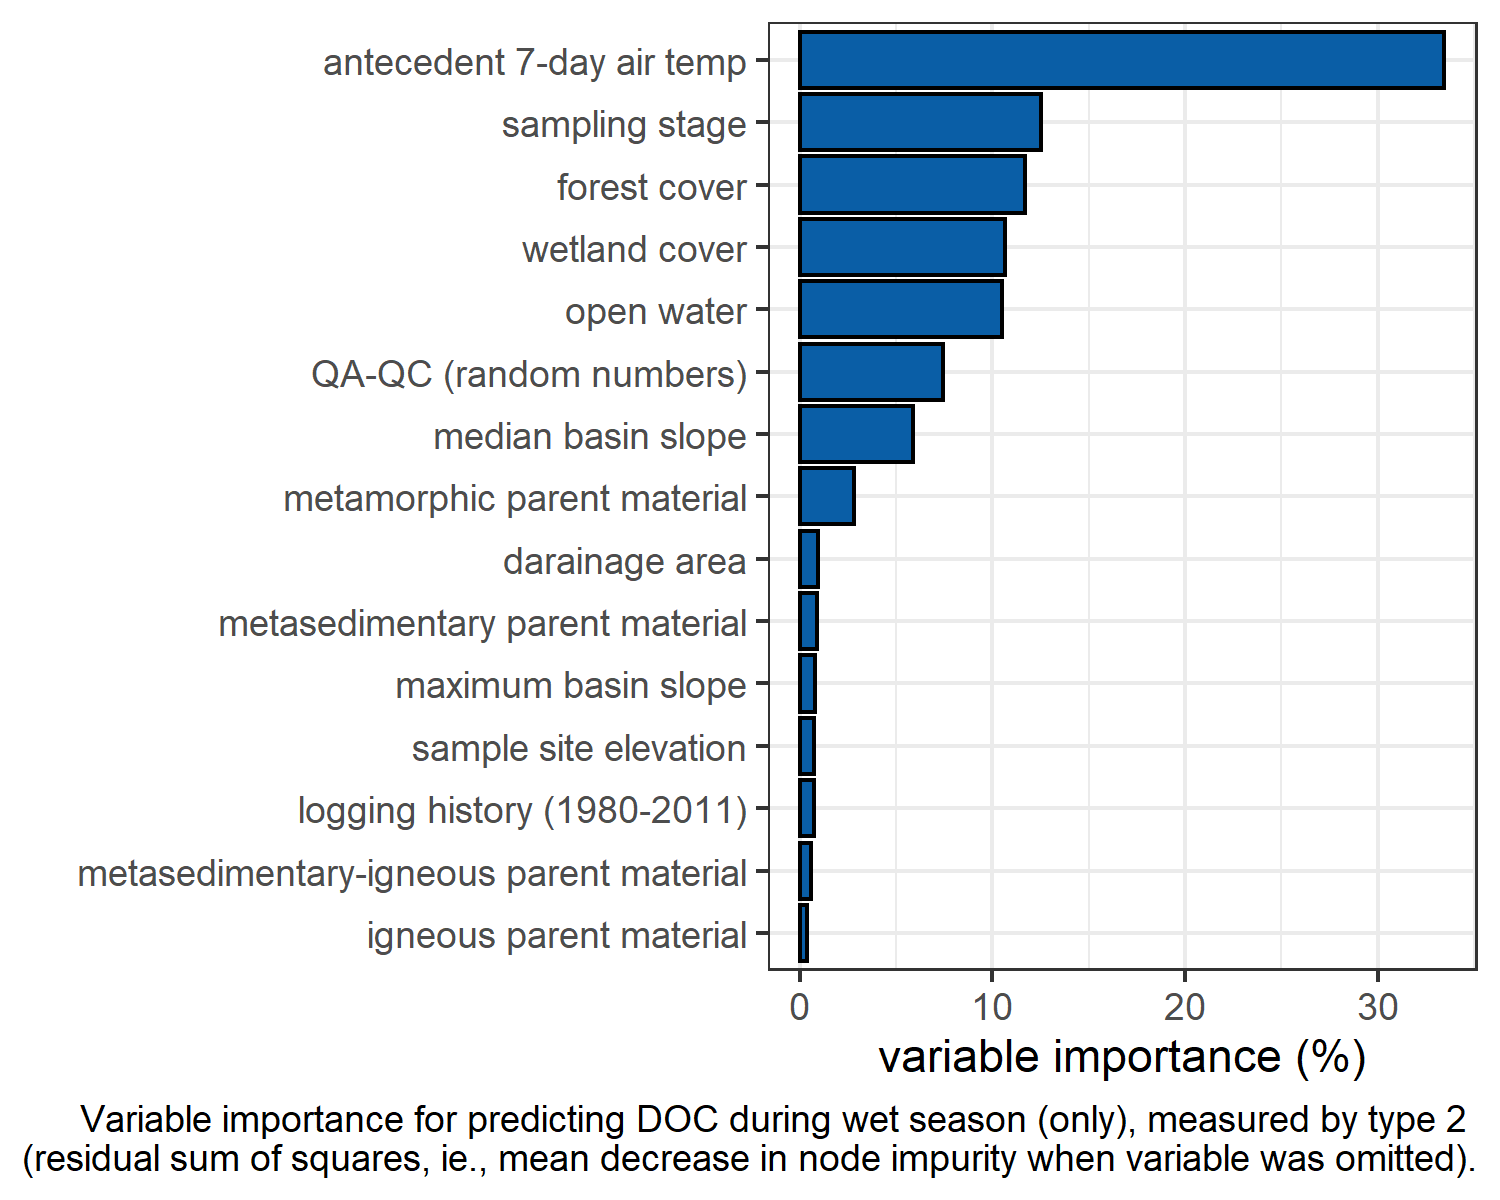 antecedent 7-day air temp
sampling stage
forest cover
wetland cover
open water
QA-QC (random numbers)
median basin slope
metamorphic parent material
darainage area
metasedimentary parent material
maximum basin slope
sample site elevation
logging history (1980-2011)
metasedimentary-igneous parent material
igneous parent material
0 10 20 30
variable importance (%)
Variable importance for predicting DOC during wet season (only), measured by type 2
(residual sum of squares, ie., mean decrease in node impurity when variable was omitted).